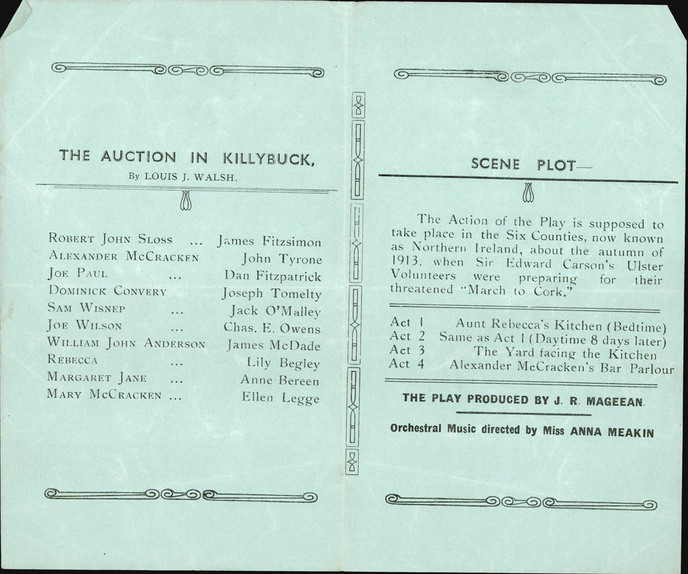 THE AUCTION IN KILLYBUCK,
By LOUIS J. WALSH.
ROBERT JOHN SLOSS ... James Fitzsimon
ALEXANDER MCCRACKEN John Tyrone
JOE PAUL ... Dan Fitzpatrick
DOMINICK CONVERY Joseph Tomelty
SAM WISNER ... Jack O'Malley
JOE WILSON ... Chas. E. Owens
WILLIAM JOHN ANDERSON James McDade
REBECCA ... Lily Begley
MARGARET JANE ... Anne Bereen
MARY MCCRACKEN ... Ellen Legge
SCENE PLOT—
The Action of the Play is supposed to
take place in the Six Counties, now known
as Northern Ireland, about the autumn of
1913, when Sir Edward Carson's Ulster
Volunteers were preparing for their
threatened "March to Cork."
Act 1 Aunt Rebecca's Kitchen (Bedtime)
Act 2 Same as Act 1 (Daytime 8 days later)
Act 3 The Yard facing the Kitchen
Act 4 Alexander McCracken's Bar Parlour
THE PLAY PRODUCED BY J. R. MAGEEAN.
Orchestral Music directed by Miss ANNA MEAKIN